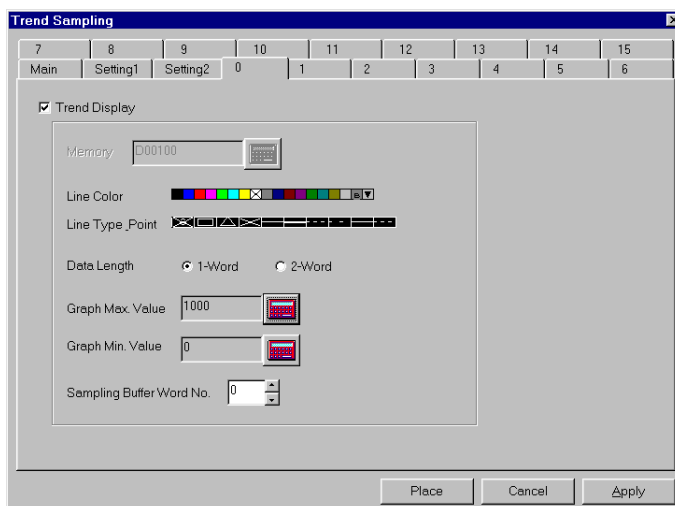 Trend Sampling
7 8 9 10 11 12 13 14 15
Main Setting1 Setting2 0 1 2 3 4 5 6
Trend Display
Memory D00100
Line Color
Line Type_Point
Data Length 1-Word 2-Word
Graph Max. Value 1000
Graph Min. Value 0
Sampling Buffer Word No. 0
Place Cancel Apply